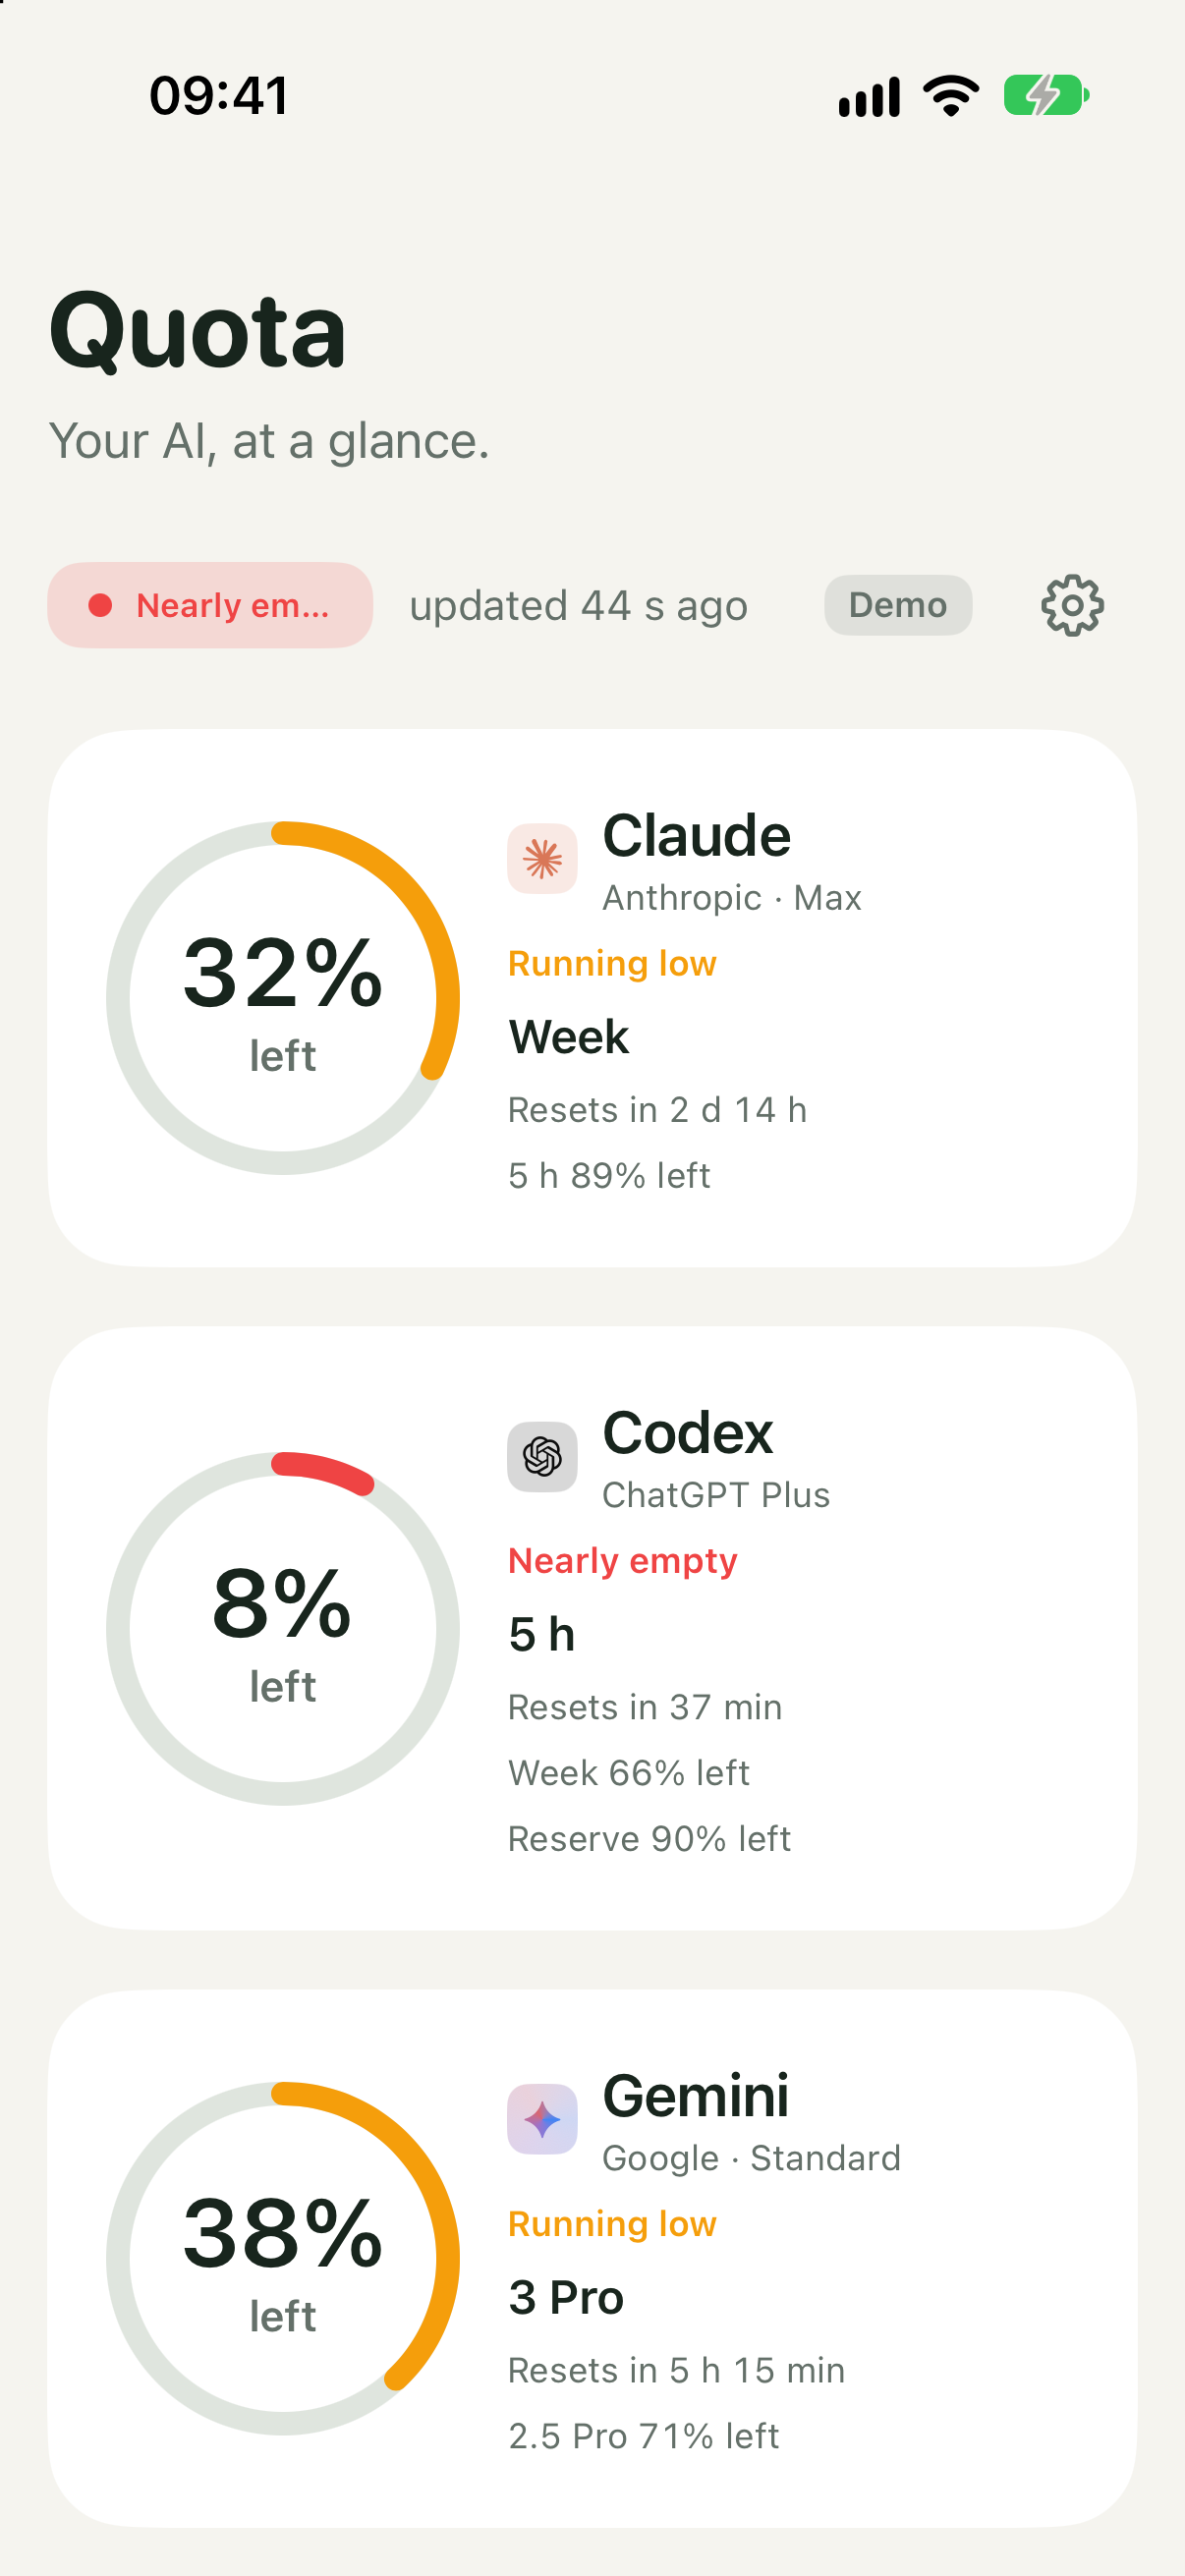 09:41
Quota
Your AI, at a glance.
Nearly em... updated 44 s ago Demo
Claude
Anthropic · Max
Running low
Week
Resets in 2 d 14 h
5 h 89% left
32%
left
Codex
ChatGPT Plus
Nearly empty
5 h
Resets in 37 min
Week 66% left
Reserve 90% left
8%
left
Gemini
Google · Standard
Running low
3 Pro
Resets in 5 h 15 min
2.5 Pro 71% left
38%
left